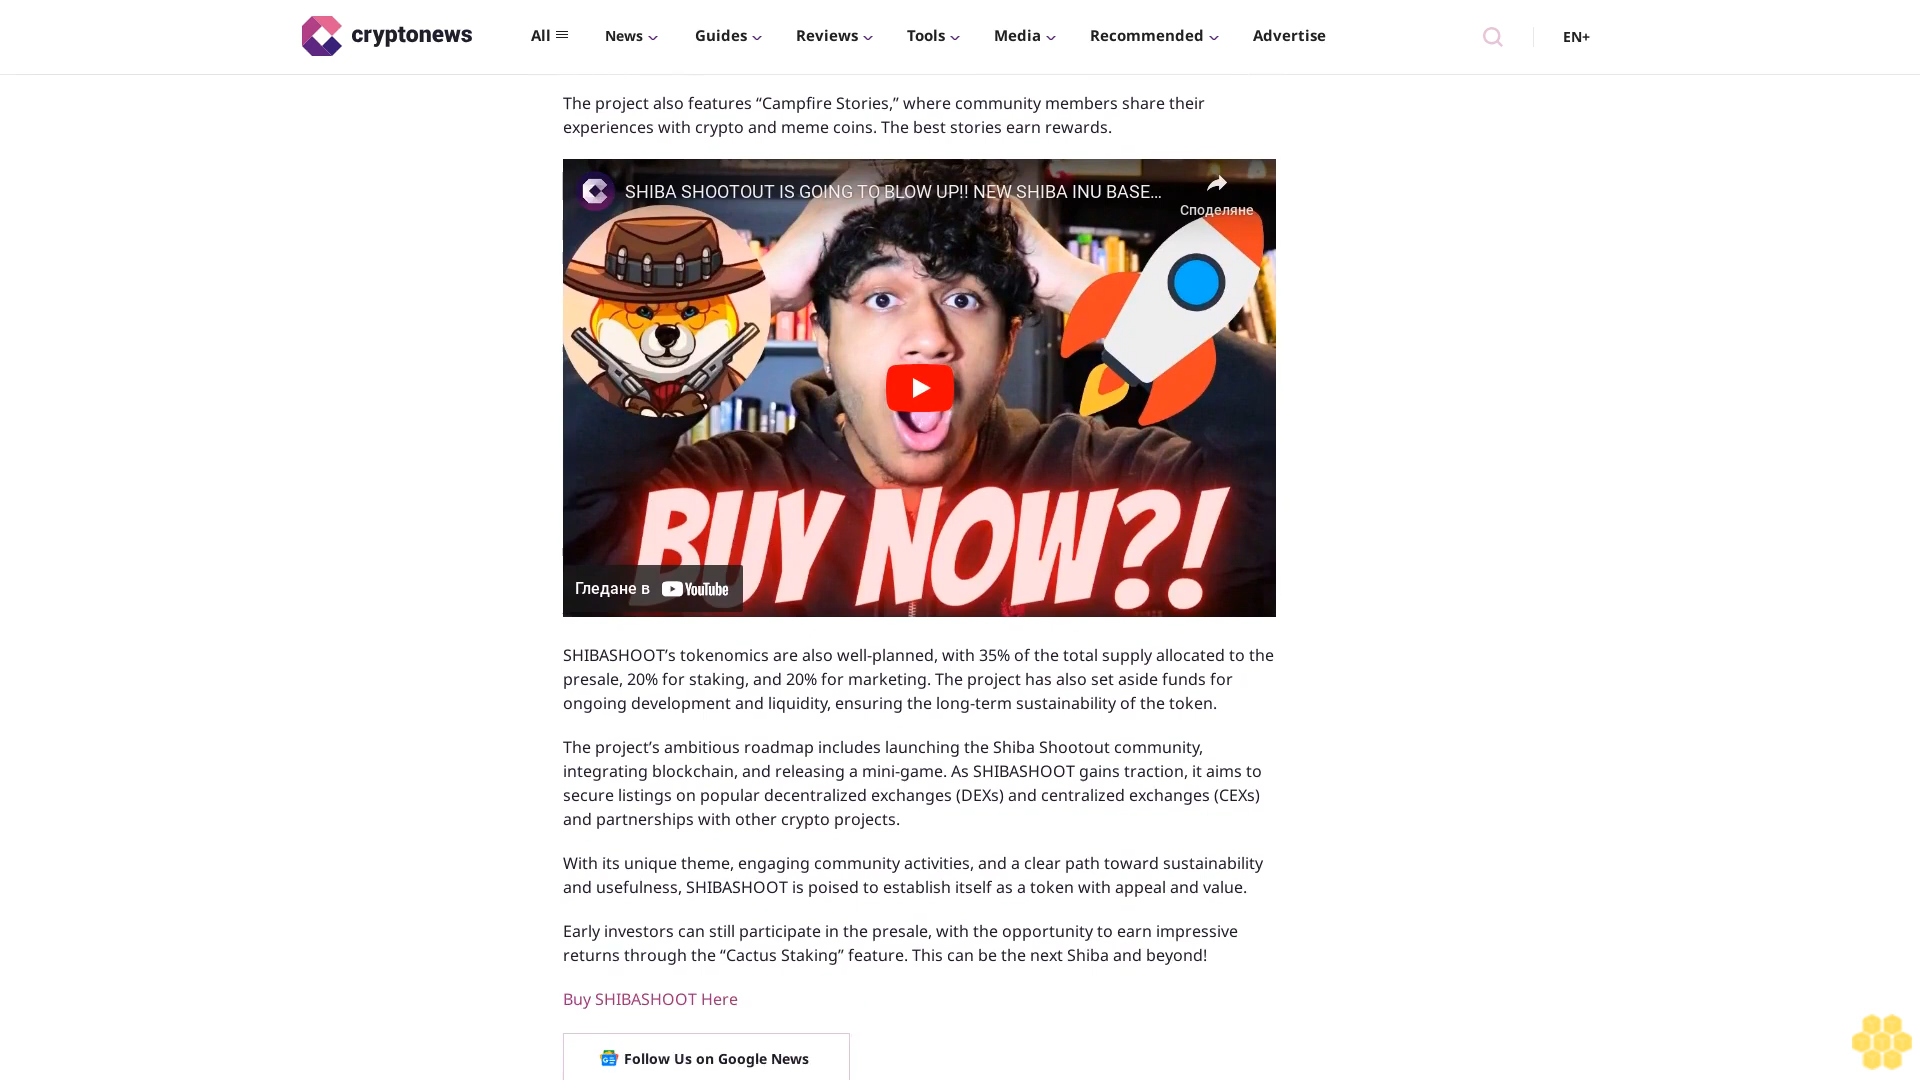 cryptonews
All
News
Guides
Reviews
Tools
Media
Recommended
Advertise
EN+
The project also features “Campfire Stories,” where community members share their
experiences with crypto and meme coins. The best stories earn rewards.
SHIBA SHOOTOUT IS GOING TO BLOW UP!! NEW SHIBA INU BASE...
Споделяне
BUY NOW?!
Гледане в YouTube
SHIBASHOOT’s tokenomics are also well-planned, with 35% of the total supply allocated to the
presale, 20% for staking, and 20% for marketing. The project has also set aside funds for
ongoing development and liquidity, ensuring the long-term sustainability of the token.
The project’s ambitious roadmap includes launching the Shiba Shootout community,
integrating blockchain, and releasing a mini-game. As SHIBASHOOT gains traction, it aims to
secure listings on popular decentralized exchanges (DEXs) and centralized exchanges (CEXs)
and partnerships with other crypto projects.
With its unique theme, engaging community activities, and a clear path toward sustainability
and usefulness, SHIBASHOOT is poised to establish itself as a token with appeal and value.
Early investors can still participate in the presale, with the opportunity to earn impressive
returns through the “Cactus Staking” feature. This can be the next Shiba and beyond!
Buy SHIBASHOOT Here
Follow Us on Google News